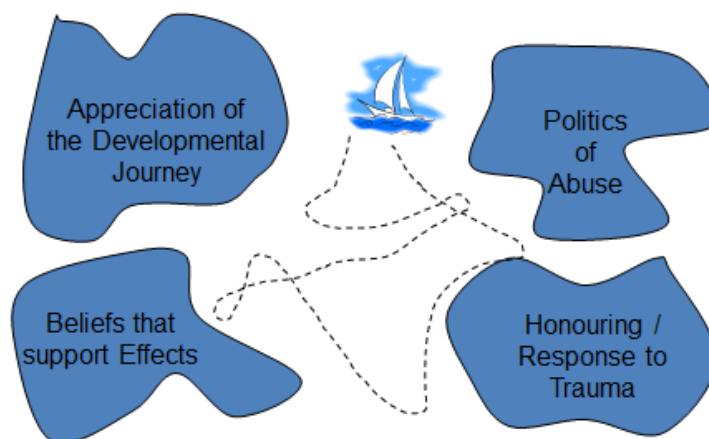 Appreciation of
the Developmental
Journey
Politics
of
Abuse
Beliefs that
support Effects
Honouring /
Response to
Trauma